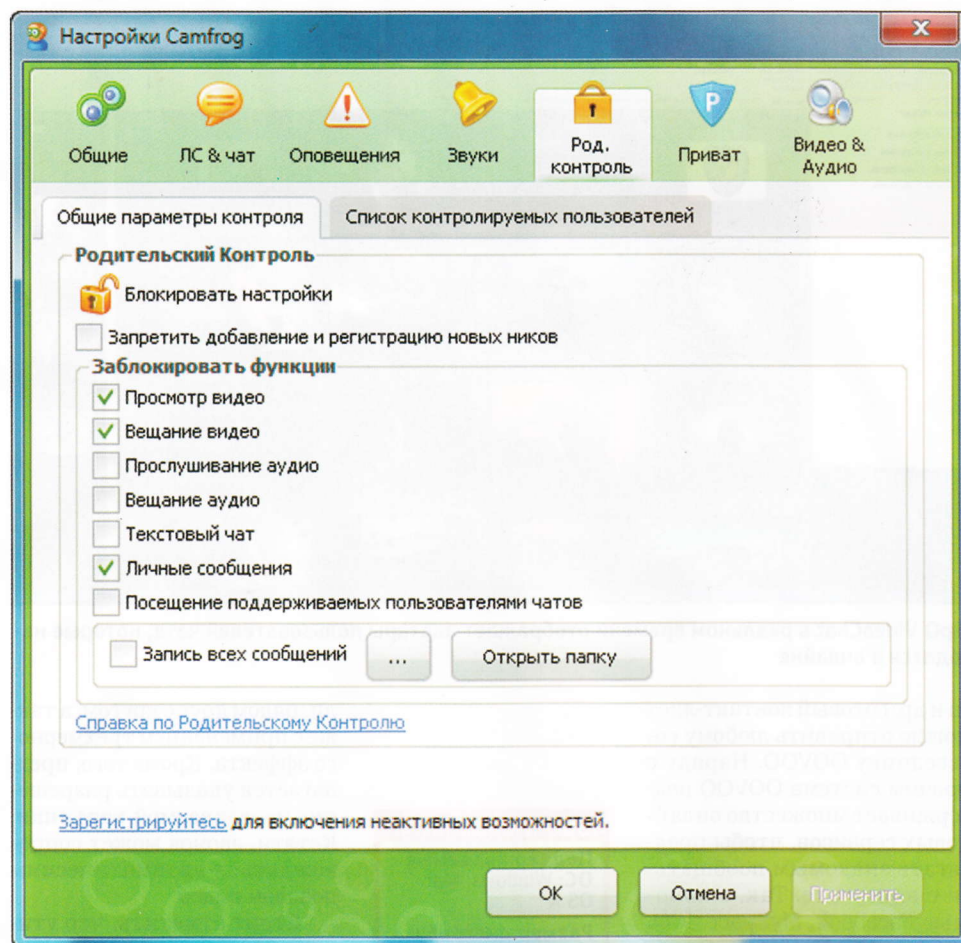 Настройки Camfrog
Общие
ЛС & чат
Оповещения
Звуки
Род.
контроль
Приват
Видео &
Аудио
Общие параметры контроля
Список контролируемых пользователей
Родительский Контроль
Блокировать настройки
Запретить добавление и регистрацию новых ников
Заблокировать функции
Просмотр видео
Вещание видео
Прослушивание аудио
Вещание аудио
Текстовый чат
Личные сообщения
Посещение поддерживаемых пользователями чатов
Запись всех сообщений
...
Открыть папку
Справка по Родительскому Контролю
Зарегистрируйтесь для включения неактивных возможностей.
OK
Отмена
Применить